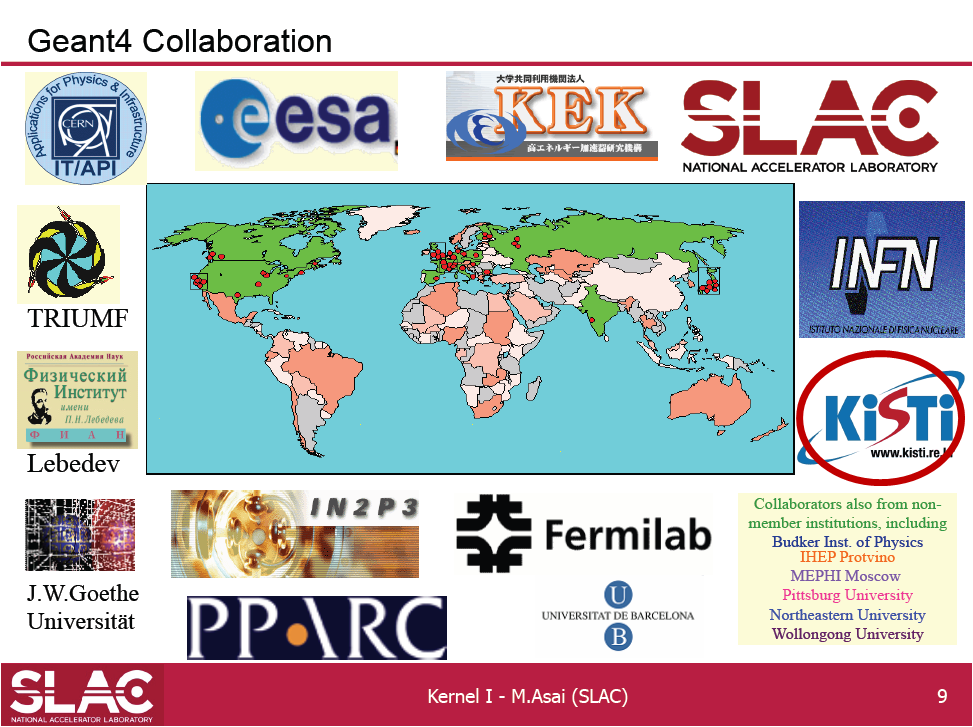 Geant4 Collaboration
Applications for Physics & Infrastructure
CERN
IT/API
esa
大学共同利用機関法人
KEK
高エネルギー加速器研究機構
SLAC
NATIONAL ACCELERATOR LABORATORY
TRIUMF
INFN
ISTITUTO NAZIONALE DI FISICA NUCLEARE
Российская Академия Наук
Физический
Институт
имени
П.Н.Лебедева
Ф И А Н
Lebedev
KiSTi
www.kisti.re.kr
J.W.Goethe
Universität
IN2P3
Fermilab
PPARC
U
UNIVERSITAT DE BARCELONA
B
Collaborators also from non-
member institutions, including
Budker Inst. of Physics
IHEP Protvino
MEPHI Moscow
Pittsburg University
Northeastern University
Wollongong University
SLAC
NATIONAL ACCELERATOR LABORATORY
Kernel I - M.Asai (SLAC)
9